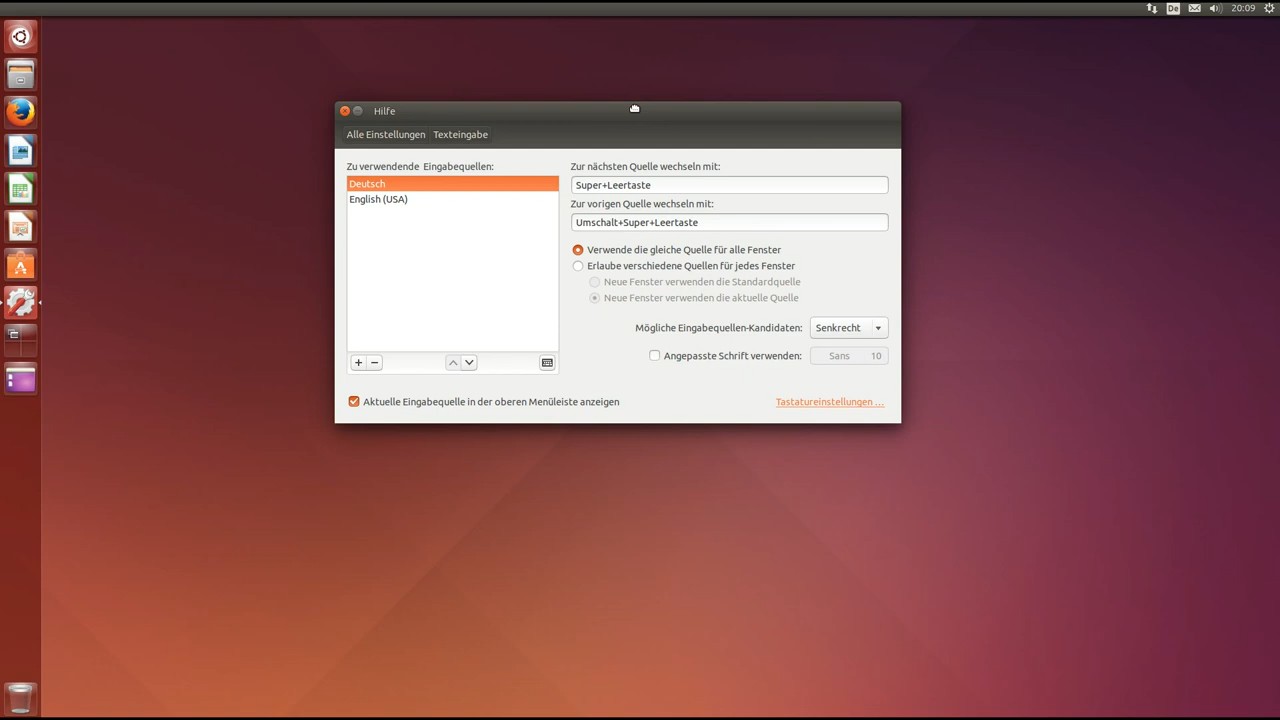 De
20:09
Hilfe
Alle Einstellungen Texteingabe
Zu verwendende Eingabequellen:
Deutsch
English (USA)
Zur nächsten Quelle wechseln mit:
Super+Leertaste
Zur vorigen Quelle wechseln mit:
Umschalt+Super+Leertaste
Verwende die gleiche Quelle für alle Fenster
Erlaube verschiedene Quellen für jedes Fenster
Neue Fenster verwenden die Standardquelle
Neue Fenster verwenden die aktuelle Quelle
Mögliche Eingabequellen-Kandidaten: Senkrecht
Angepasste Schrift verwenden: Sans 10
Aktuelle Eingabequelle in der oberen Menüleiste anzeigen
Tastatureinstellungen ...